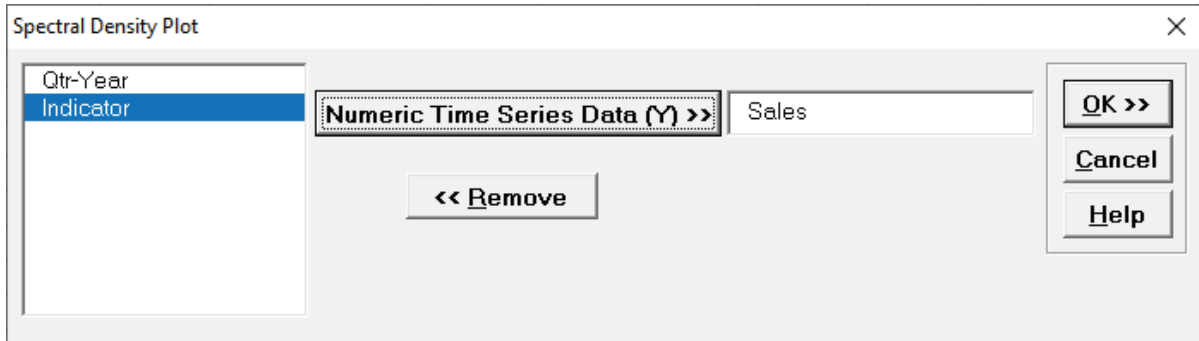 Spectral Density Plot
Qtr-Year
Indicator
Numeric Time Series Data (Y) >>
Sales
<< Remove
OK >>
Cancel
Help